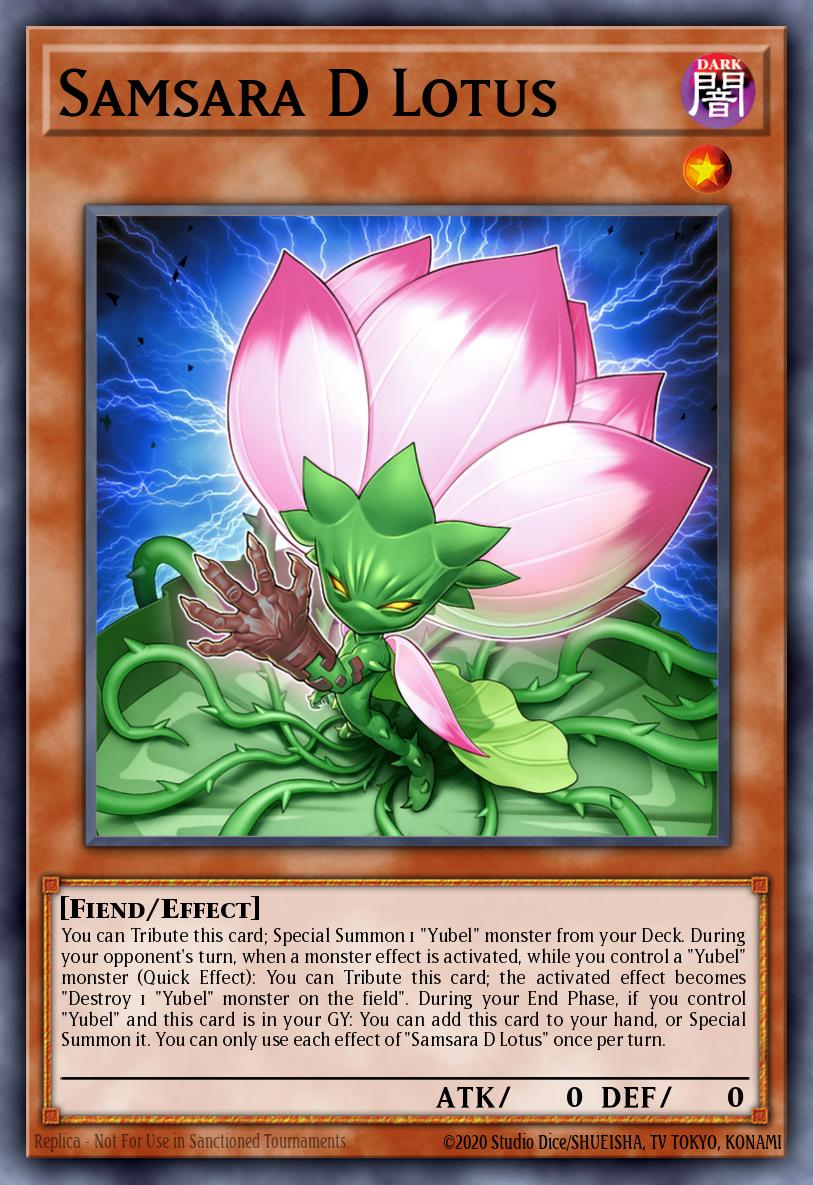 Samsara D Lotus
DARK
闇
[Fiend/Effect]
You can Tribute this card; Special Summon 1 "Yubel" monster from your Deck. During
your opponent's turn, when a monster effect is activated, while you control a "Yubel"
monster (Quick Effect): You can Tribute this card; the activated effect becomes
"Destroy 1 "Yubel" monster on the field". During your End Phase, if you control
"Yubel" and this card is in your GY: You can add this card to your hand, or Special
Summon it. You can only use each effect of "Samsara D Lotus" once per turn.
ATK/ 0 DEF/ 0
Replica - Not For Use in Sanctioned Tournaments. ©2020 Studio Dice/SHUEISHA, TV TOKYO, KONAMI